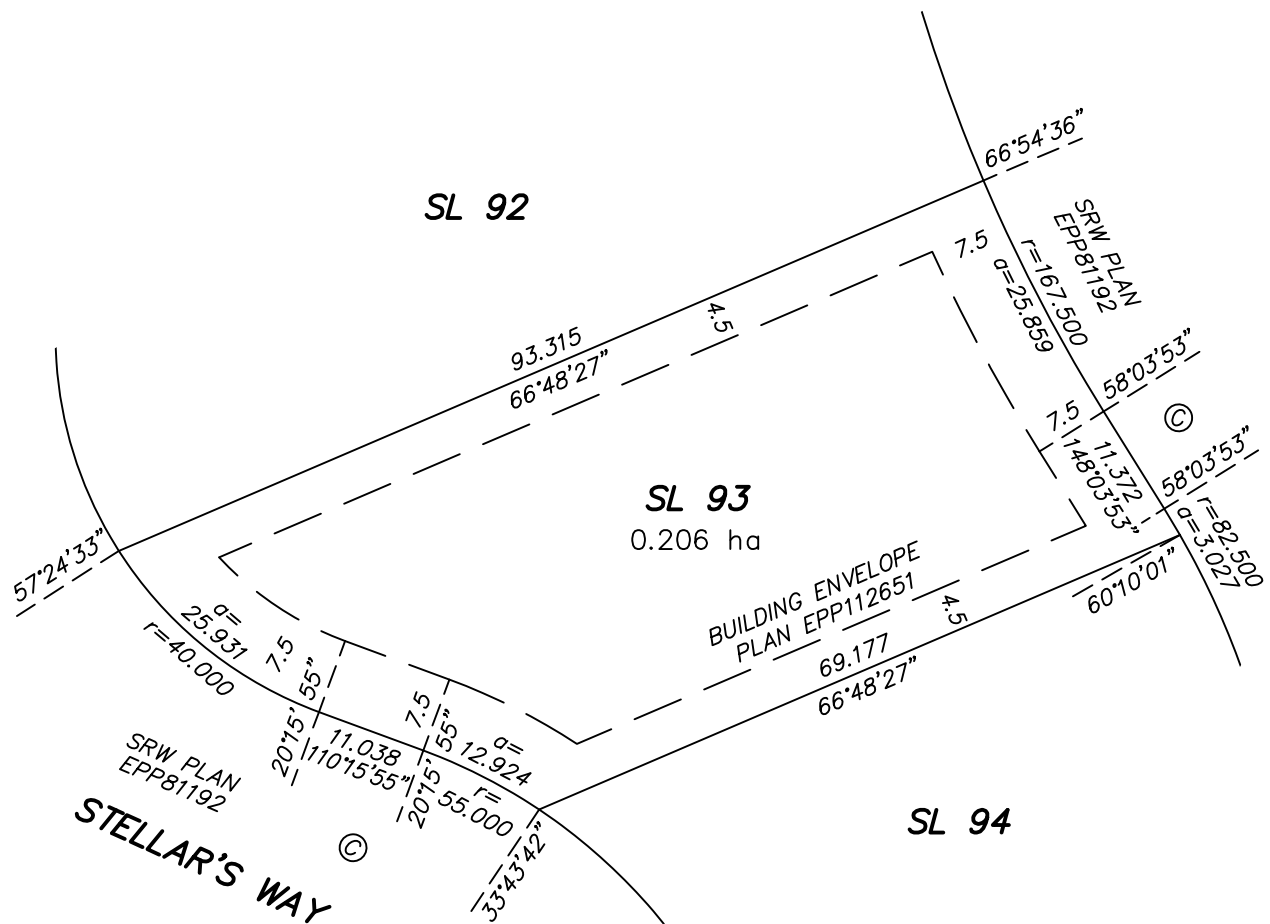 66°54'36"
SL 92
SRW PLAN
EPP81192
7.5
r=167.500
a=25.859
4.5
93.315
66°48'27"
58°03'53"
7.5
11.372
148°03'53"
©
58°03'53"
SL 93
0.206 ha
r=82.500
a=3.027
57°24'33"
60°10'01"
BUILDING ENVELOPE
PLAN EPP112651
4.5
a=
25.931
r=40.000
7.5
69.177
66°48'27"
20°15'55"
7.5
20°15'55"
11.038
110°15'55"
a=
12.924
r=
55.000
SRW PLAN
EPP81192
STELLAR'S WAY
©
33°43'42"
SL 94